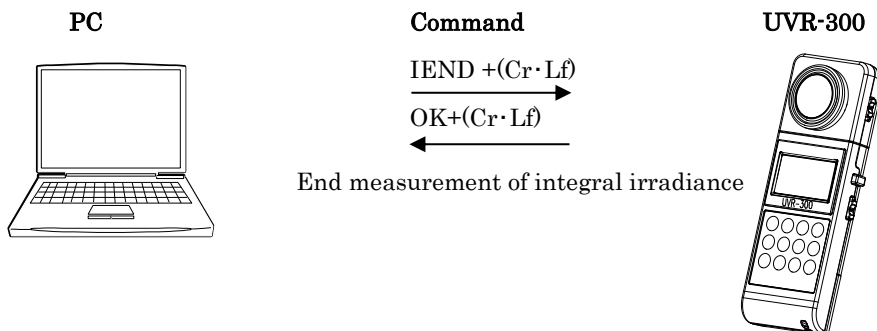 PC
Command
UVR-300
IEND +(Cr・Lf)
OK+(Cr・Lf)
End measurement of integral irradiance
UVR-300